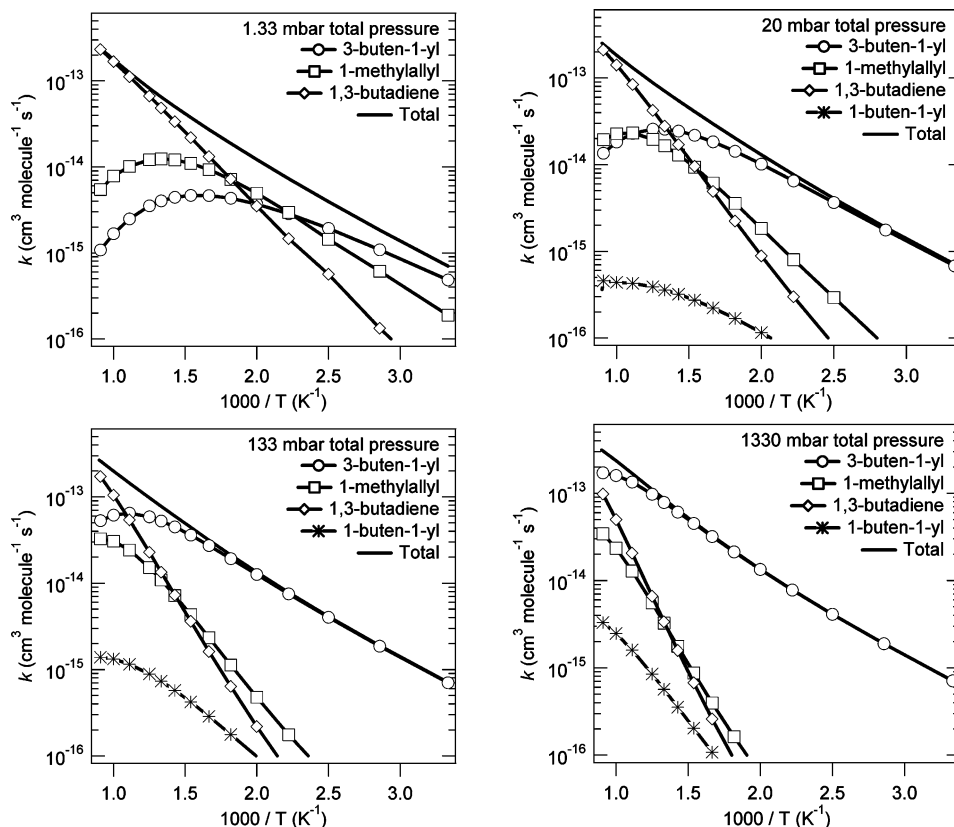 1.33 mbar total pressure
3-buten-1-yl
1-methylallyl
1,3-butadiene
Total
k (cm³ molecule⁻¹ s⁻¹)
10⁻¹³
10⁻¹⁴
10⁻¹⁵
10⁻¹⁶
1.0 1.5 2.0 2.5 3.0
1000 / T (K⁻¹)
20 mbar total pressure
3-buten-1-yl
1-methylallyl
1,3-butadiene
1-buten-1-yl
Total
k (cm³ molecule⁻¹ s⁻¹)
10⁻¹³
10⁻¹⁴
10⁻¹⁵
10⁻¹⁶
1.0 1.5 2.0 2.5 3.0
1000 / T (K⁻¹)
133 mbar total pressure
3-buten-1-yl
1-methylallyl
1,3-butadiene
1-buten-1-yl
Total
k (cm³ molecule⁻¹ s⁻¹)
10⁻¹³
10⁻¹⁴
10⁻¹⁵
10⁻¹⁶
1.0 1.5 2.0 2.5 3.0
1000 / T (K⁻¹)
1330 mbar total pressure
3-buten-1-yl
1-methylallyl
1,3-butadiene
1-buten-1-yl
Total
k (cm³ molecule⁻¹ s⁻¹)
10⁻¹³
10⁻¹⁴
10⁻¹⁵
10⁻¹⁶
1.0 1.5 2.0 2.5 3.0
1000 / T (K⁻¹)